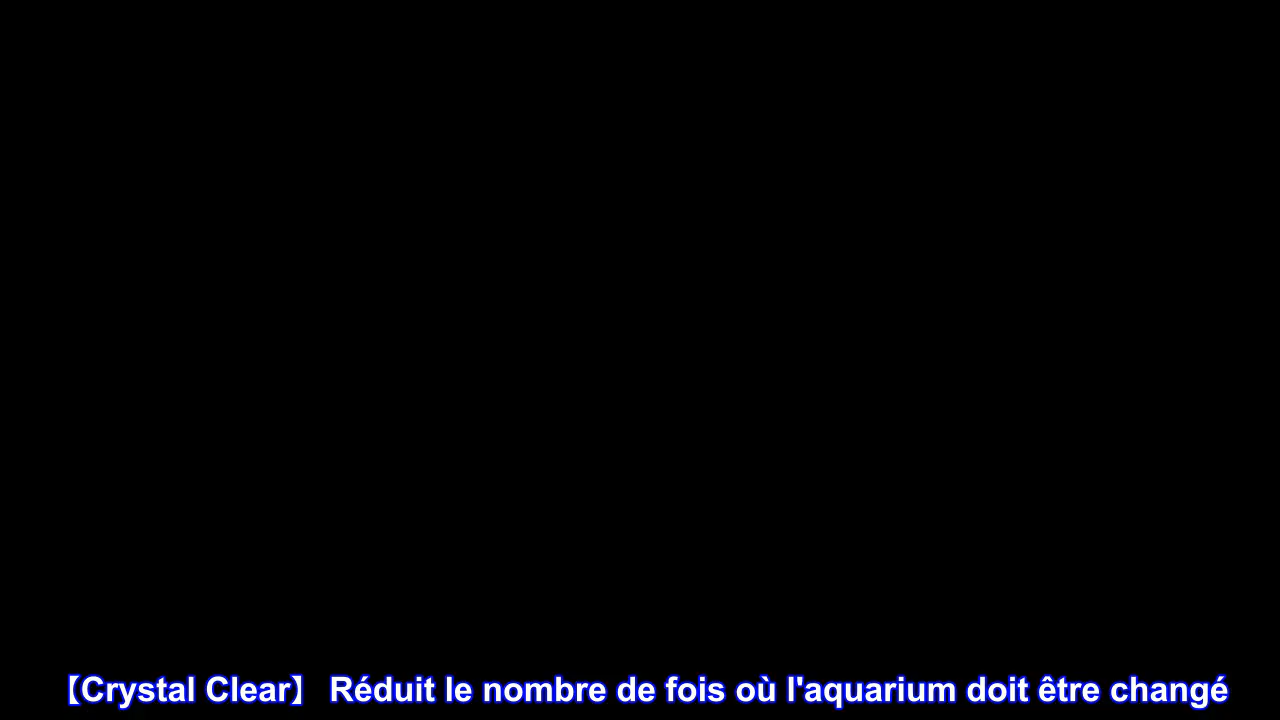 【Crystal Clear】 Réduit le nombre de fois où l'aquarium doit être changé